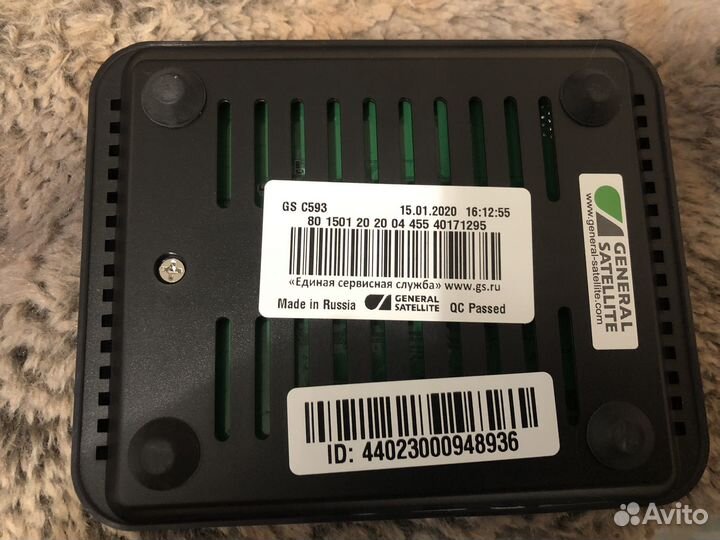 GS C593 15.01.2020 16:12:55
80 1501 20 20 04 455 40171295
«Единая сервисная служба» www.gs.ru
Made in Russia GENERAL SATELLITE QC Passed
GENERAL
SATELLITE
www.general-satellite.com
ID: 44023000948936
Avito